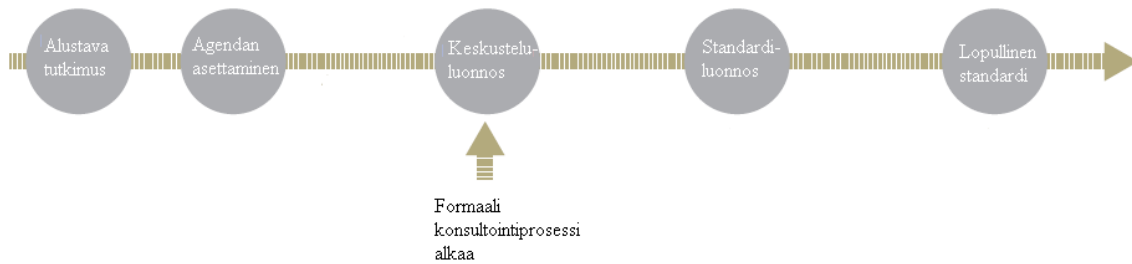 Alustava
tutkimus
Agendan
asettaminen
Keskustelu-
luonnos
Standardi-
luonnos
Lopullinen
standardi
Formaali
konsultointiprosessi
alkaa